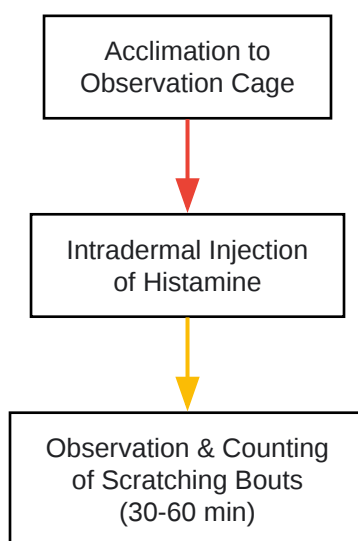 Acclimation to
Observation Cage
Intradermal Injection
of Histamine
Observation & Counting
of Scratching Bouts
(30-60 min)